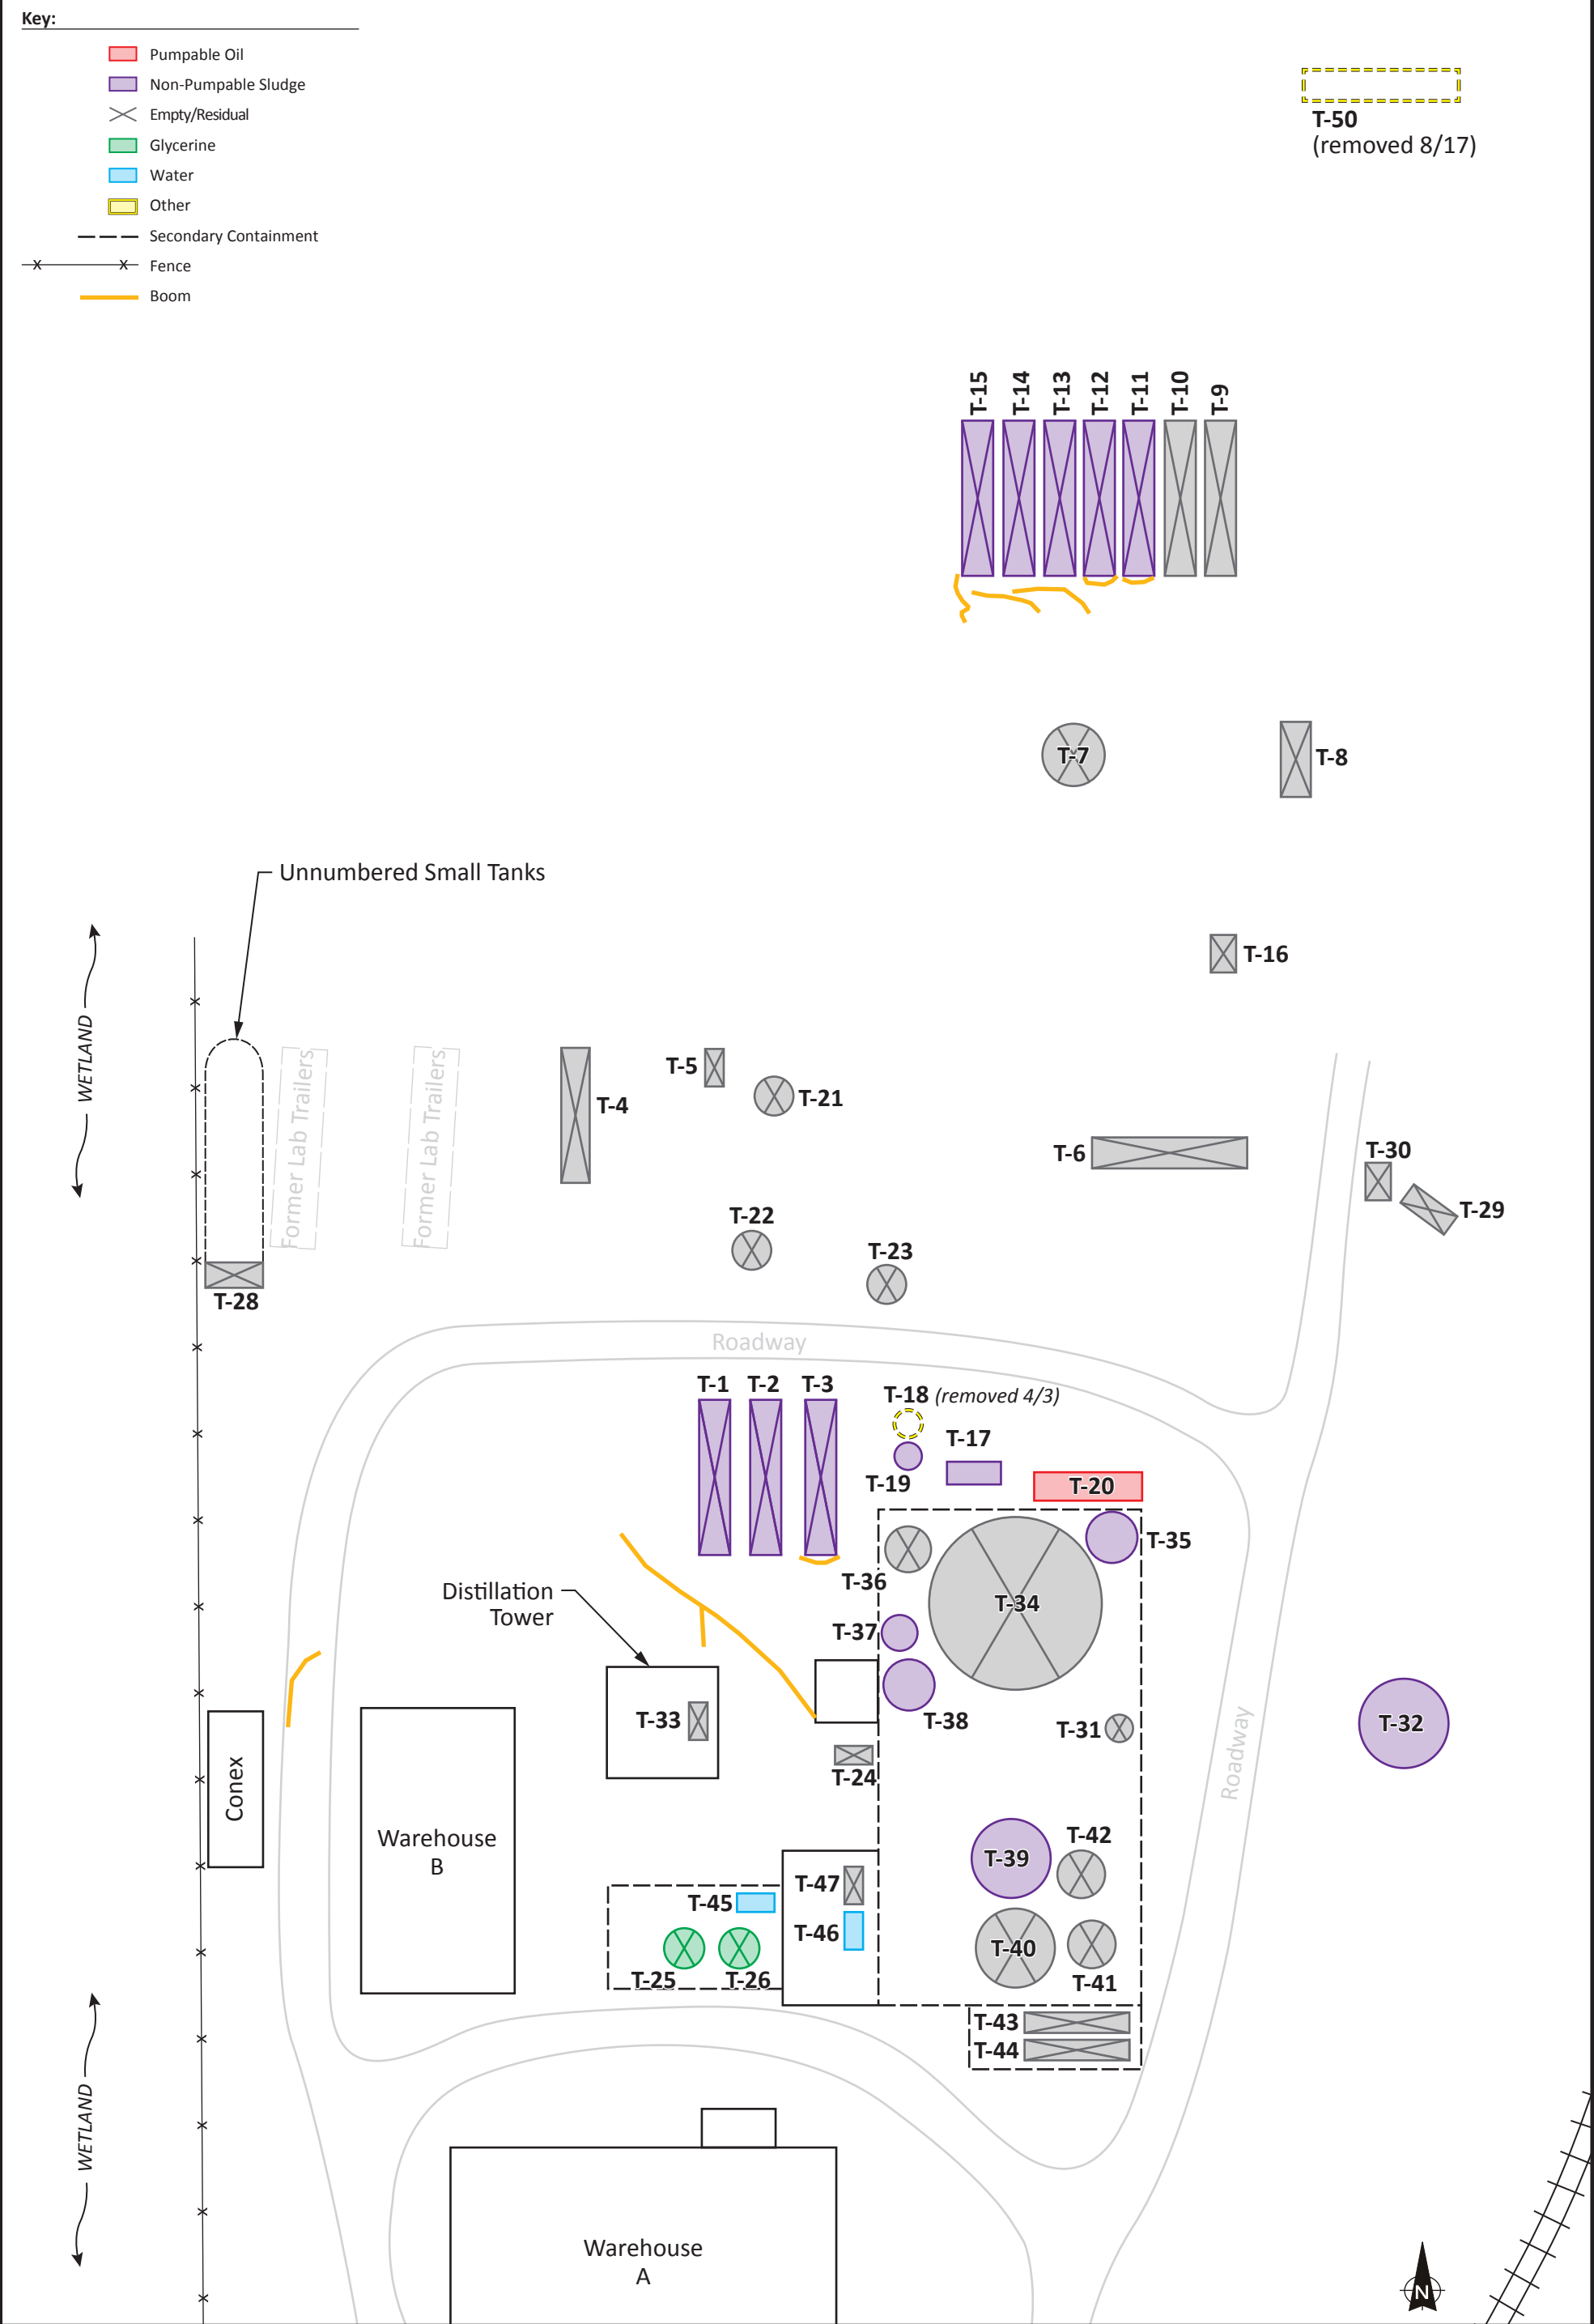 Key:
Pumpable Oil
Non-Pumpable Sludge
Empty/Residual
Glycerine
Water
Other
Secondary Containment
x x Fence
Boom
T-50
(removed 8/17)
T-15
T-14
T-13
T-12
T-11
T-10
T-9
T-7
T-8
Unnumbered Small Tanks
T-16
WETLAND
Former Lab Trailers
Former Lab Trailers
T-4
T-5
T-21
T-6
T-30
T-29
T-22
T-23
T-28
Roadway
T-1
T-2
T-3
T-18 (removed 4/3)
T-17
T-19
T-20
T-35
T-36
T-34
Distillation
Tower
T-37
T-38
T-33
T-31
T-32
T-24
Roadway
Conex
Warehouse
B
T-39
T-42
T-47
T-45
T-46
T-40
T-41
T-25
T-26
T-43
T-44
WETLAND
Warehouse
A
N